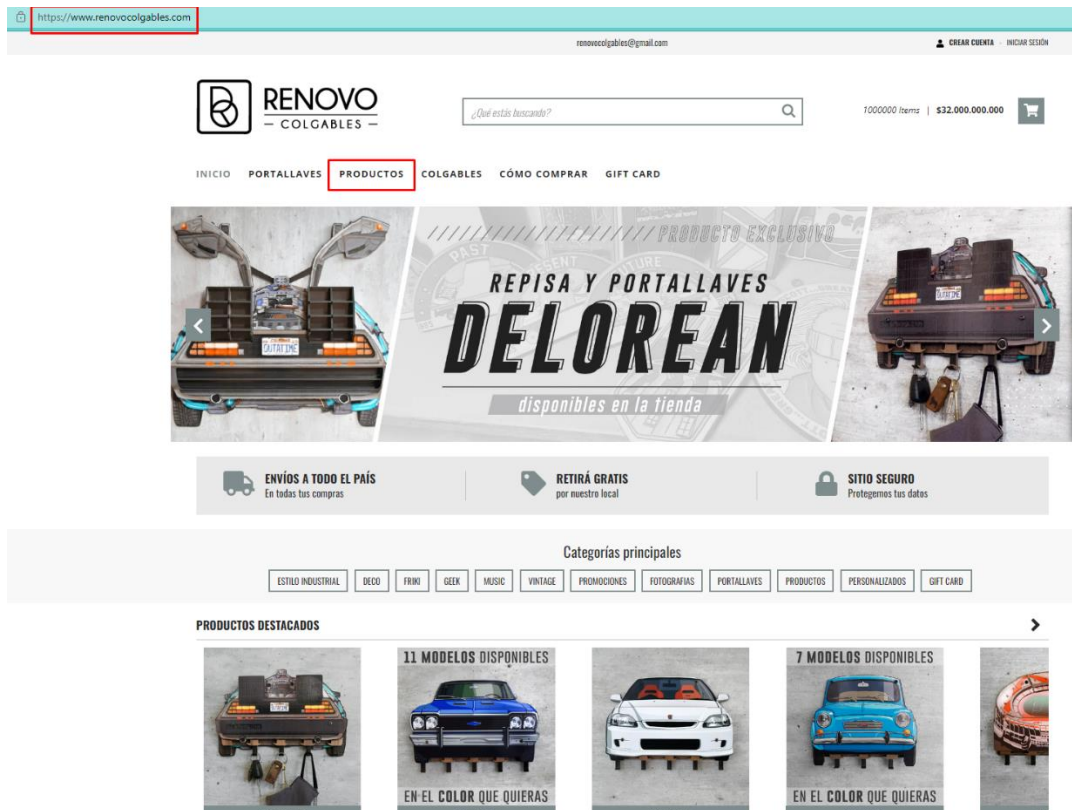 https://www.renovocolgables.com
renovocolgables@gmail.com
CREAR CUENTA - INICIAR SESIÓN
RENOVO
– COLGABLES –
¿Qué estás buscando?
1000000 Items | $32.000.000.000
INICIO PORTALLAVES PRODUCTOS COLGABLES CÓMO COMPRAR GIFT CARD
PRODUCTO EXCLUSIVO
REPISA Y PORTALLAVES
DELOREAN
disponibles en la tienda
OUTATIME
ENVÍOS A TODO EL PAÍS
En todas tus compras
RETIRÁ GRATIS
por nuestro local
SITIO SEGURO
Protegemos tus datos
Categorías principales
ESTILO INDUSTRIAL DECO FRIKI GEEK MUSIC VINTAGE PROMOCIONES FOTOGRAFIAS PORTALLAVES PRODUCTOS PERSONALIZADOS GIFT CARD
PRODUCTOS DESTACADOS
11 MODELOS DISPONIBLES
EN EL COLOR QUE QUIERAS
7 MODELOS DISPONIBLES
EN EL COLOR QUE QUIERAS